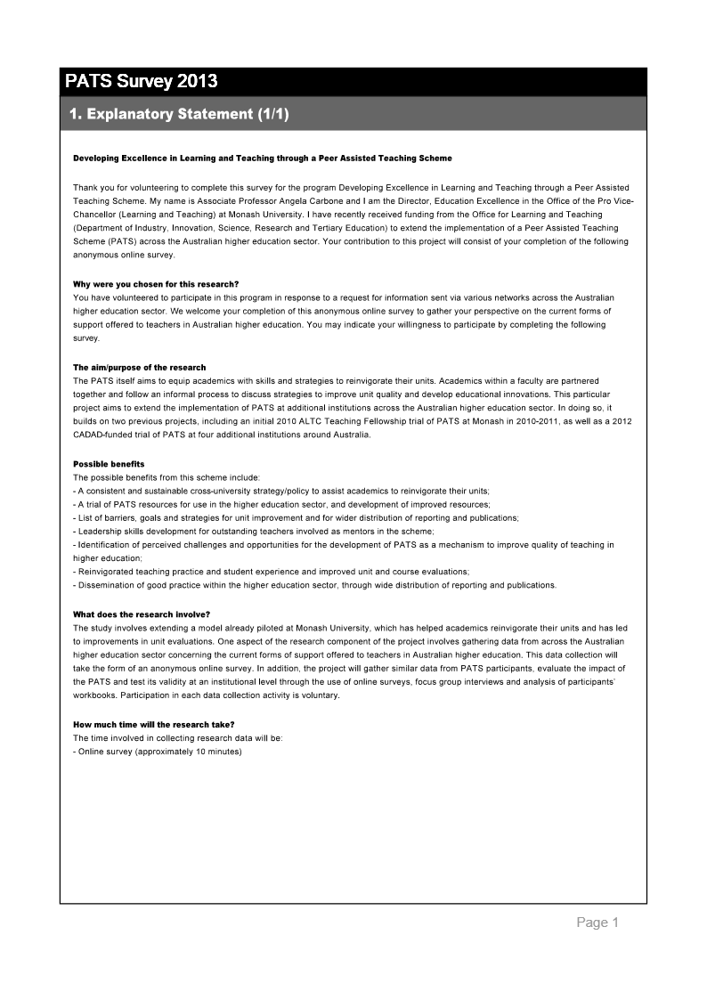 PATS Survey 2013
1. Explanatory Statement (1/1)
Developing Excellence in Learning and Teaching through a Peer Assisted Teaching Scheme
Thank you for volunteering to complete this survey for the program Developing Excellence in Learning and Teaching through a Peer Assisted
Teaching Scheme. My name is Associate Professor Angela Carbone and I am the Director, Education Excellence in the Office of the Pro Vice-
Chancellor (Learning and Teaching) at Monash University. I have recently received funding from the Office for Learning and Teaching
(Department of Industry, Innovation, Science, Research and Tertiary Education) to extend the implementation of a Peer Assisted Teaching
Scheme (PATS) across the Australian higher education sector. Your contribution to this project will consist of your completion of the following
anonymous online survey.
Why were you chosen for this research?
You have volunteered to participate in this program in response to a request for information sent via various networks across the Australian
higher education sector. We welcome your completion of this anonymous online survey to gather your perspective on the current forms of
support offered to teachers in Australian higher education. You may indicate your willingness to participate by completing the following
survey.
The aim/purpose of the research
The PATS itself aims to equip academics with skills and strategies to reinvigorate their units. Academics within a faculty are partnered
together and follow an informal process to discuss strategies to improve unit quality and develop educational innovations. This particular
project aims to extend the implementation of PATS at additional institutions across the Australian higher education sector. In doing so, it
builds on two previous projects, including an initial 2010 ALTC Teaching Fellowship trial of PATS at Monash in 2010-2011, as well as a 2012
CADAD-funded trial of PATS at four additional institutions around Australia.
Possible benefits
The possible benefits from this scheme include:
- A consistent and sustainable cross-university strategy/policy to assist academics to reinvigorate their units;
- A trial of PATS resources for use in the higher education sector, and development of improved resources;
- List of barriers, goals and strategies for unit improvement and for wider distribution of reporting and publications;
- Leadership skills development for outstanding teachers involved as mentors in the scheme;
- Identification of perceived challenges and opportunities for the development of PATS as a mechanism to improve quality of teaching in
higher education;
- Reinvigorated teaching practice and student experience and improved unit and course evaluations;
- Dissemination of good practice within the higher education sector, through wide distribution of reporting and publications.
What does the research involve?
The study involves extending a model already piloted at Monash University, which has helped academics reinvigorate their units and has led
to improvements in unit evaluations. One aspect of the research component of the project involves gathering data from across the Australian
higher education sector concerning the current forms of support offered to teachers in Australian higher education. This data collection will
take the form of an anonymous online survey. In addition, the project will gather similar data from PATS participants, evaluate the impact of
the PATS and test its validity at an institutional level through the use of online surveys, focus group interviews and analysis of participants'
workbooks. Participation in each data collection activity is voluntary.
How much time will the research take?
The time involved in collecting research data will be:
- Online survey (approximately 10 minutes)
Page 1